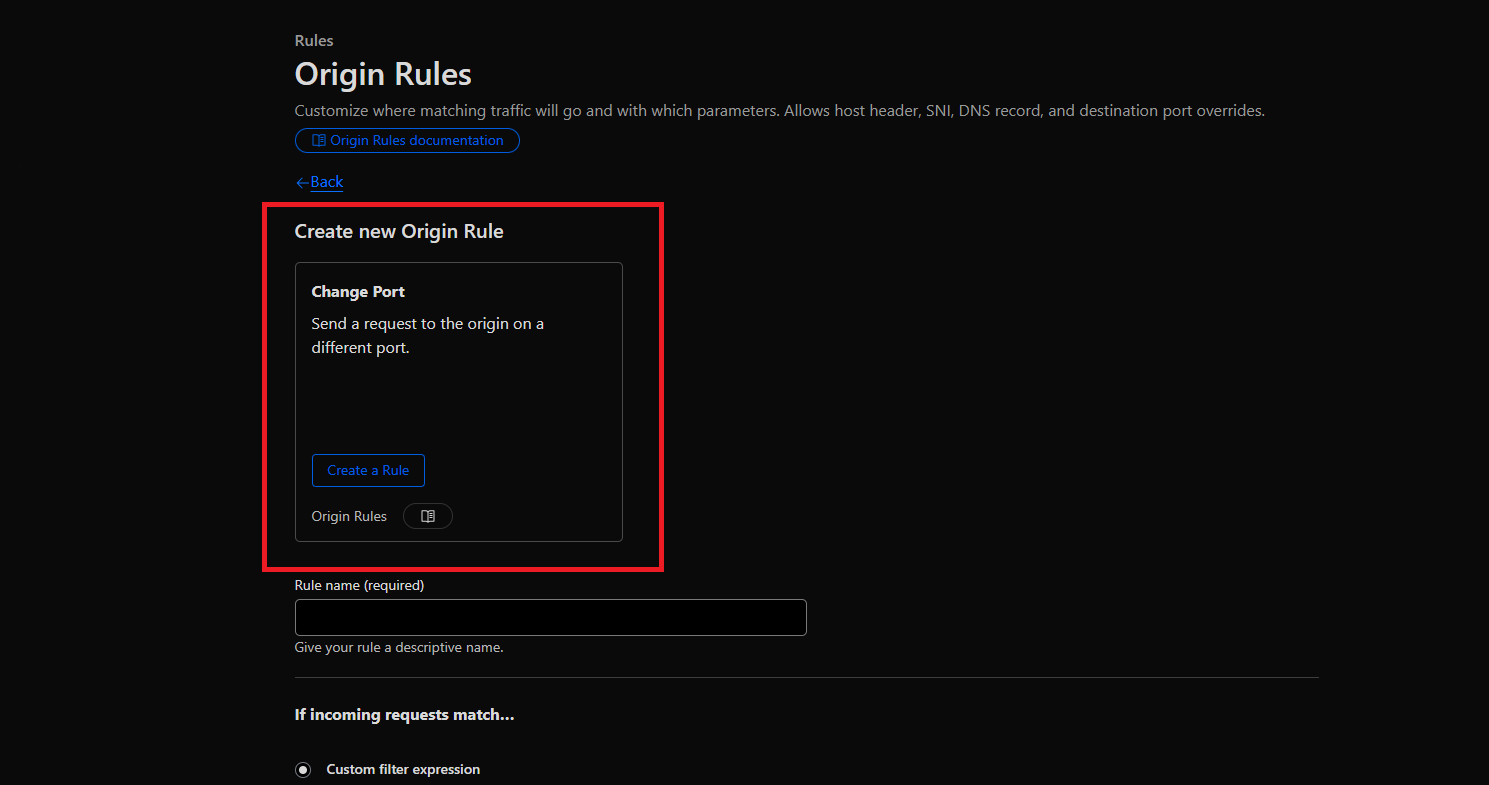 Rules
Origin Rules
Customize where matching traffic will go and with which parameters. Allows host header, SNI, DNS record, and destination port overrides.
Origin Rules documentation
←Back
Create new Origin Rule
Change Port
Send a request to the origin on a
different port.
Create a Rule
Origin Rules
Rule name (required)
Give your rule a descriptive name.
If incoming requests match...
Custom filter expression